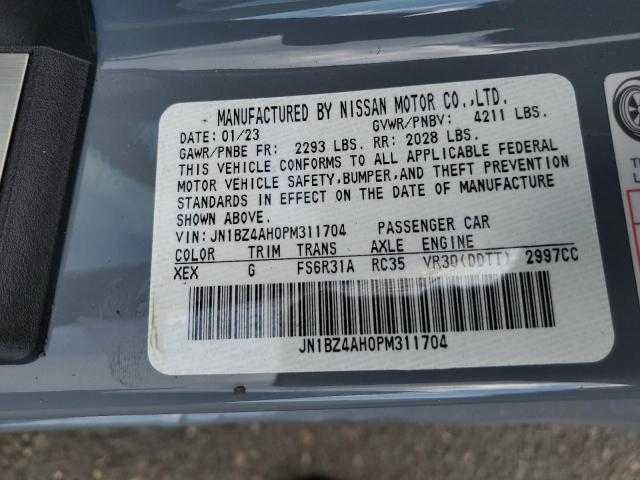 MANUFACTURED BY NISSAN MOTOR CO.,LTD.
DATE: 01/23 GVWR/PNBV: 4211 LBS.
GAWR/PNBE FR: 2293 LBS. RR: 2028 LBS.
THIS VEHICLE CONFORMS TO ALL APPLICABLE FEDERAL
MOTOR VEHICLE SAFETY,BUMPER,AND THEFT PREVENTION
STANDARDS IN EFFECT ON THE DATE OF MANUFACTURE
SHOWN ABOVE.
VIN:JN1BZ4AH0PM311704 PASSENGER CAR
COLOR TRIM TRANS AXLE ENGINE
XEX G FS6R31A RC35 VR30(DDTT) 2997CC
JN1BZ4AH0PM311704